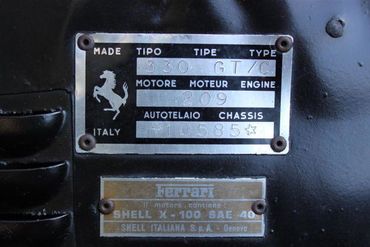 MADE TIPO TIPE TYPE
330 GT/C
MOTORE MOTEUR ENGINE
209
AUTOTELAIO CHASSIS
ITALY *10585☆
Ferrari
Il motore contiene
SHELL X-100 SAE 40
SHELL ITALIANA S.p.A. - Genova